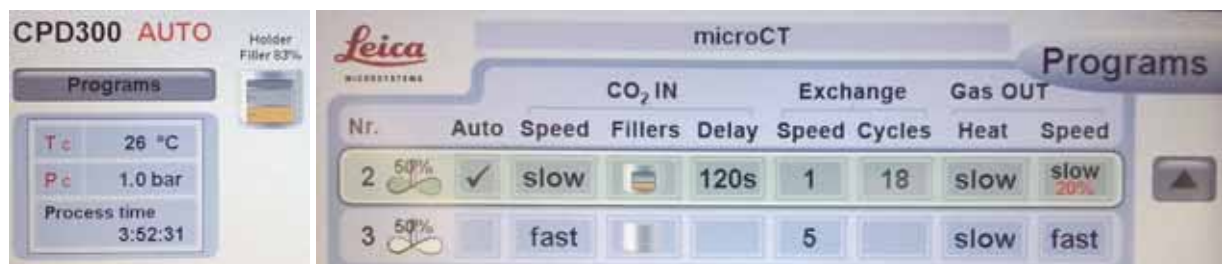 CPD300 AUTO
Holder
Filler 83%
Programs
Tc 26 °C
Pc 1.0 bar
Process time
3:52:31
Leica
MICROSYSTEMS
microCT
Programs
CO₂ IN Exchange Gas OUT
Nr. Auto Speed Fillers Delay Speed Cycles Heat Speed
2 50% ✓ slow 120s 1 18 slow slow 20%
3 50% fast 5 slow fast